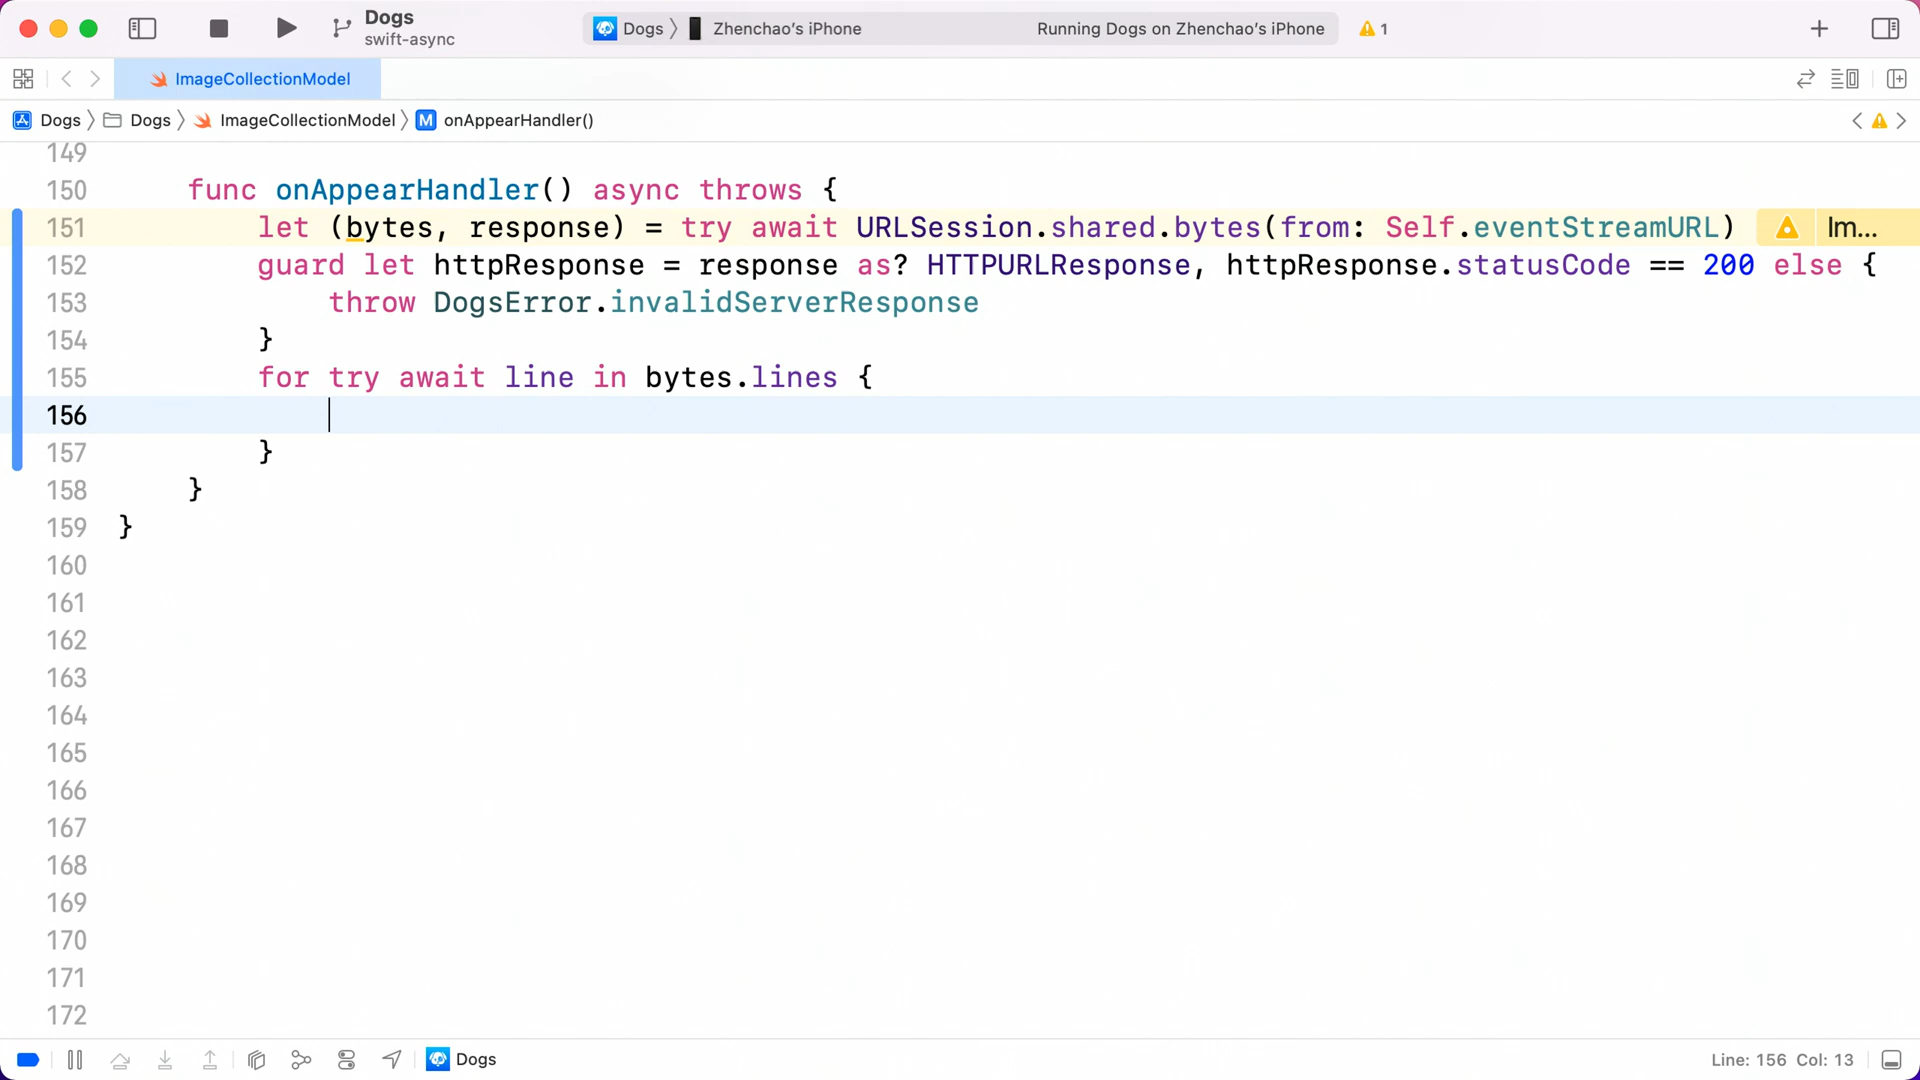 Dogs
swift-async
Dogs
Zhenchao’s iPhone
Running Dogs on Zhenchao’s iPhone
1
ImageCollectionModel
Dogs
Dogs
ImageCollectionModel
M onAppearHandler()
149
150 func onAppearHandler() async throws {
151 let (bytes, response) = try await URLSession.shared.bytes(from: Self.eventStreamURL) Im...
152 guard let httpResponse = response as? HTTPURLResponse, httpResponse.statusCode == 200 else {
153 throw DogsError.invalidServerResponse
154 }
155 for try await line in bytes.lines {
156
157 }
158 }
159 }
160
161
162
163
164
165
166
167
168
169
170
171
172
Dogs
Line: 156 Col: 13